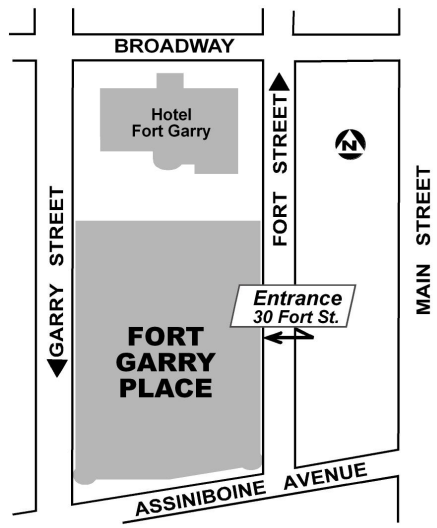 BROADWAY
Hotel
Fort Garry
FORT STREET
N
GARRY STREET
MAIN STREET
Entrance
30 Fort St.
FORT
GARRY
PLACE
ASSINIBOINE AVENUE